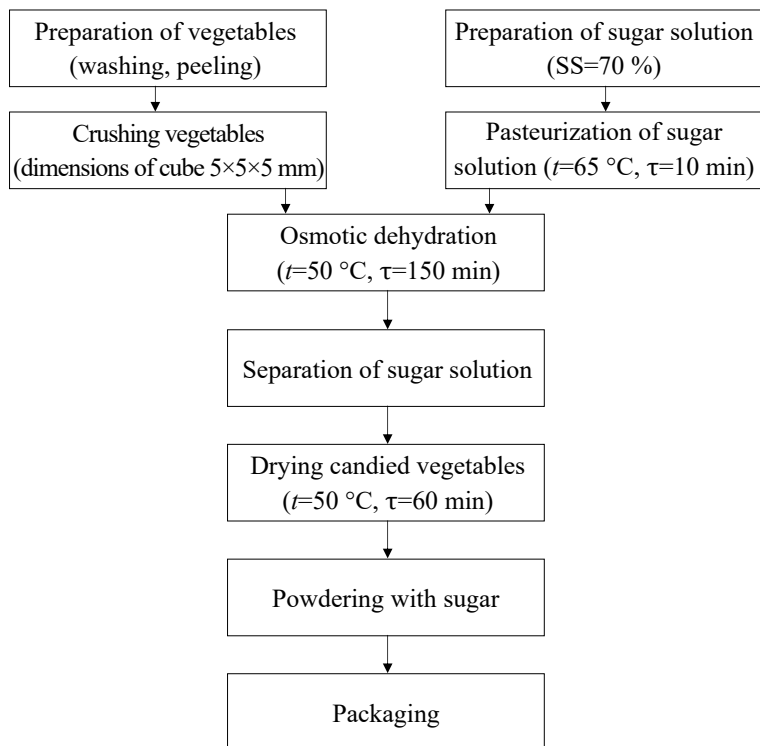 Preparation of vegetables
(washing, peeling)
Preparation of sugar solution
(SS=70 %)
Crushing vegetables
(dimensions of cube 5×5×5 mm)
Pasteurization of sugar
solution (t=65 °C, τ=10 min)
Osmotic dehydration
(t=50 °C, τ=150 min)
Separation of sugar solution
Drying candied vegetables
(t=50 °C, τ=60 min)
Powdering with sugar
Packaging